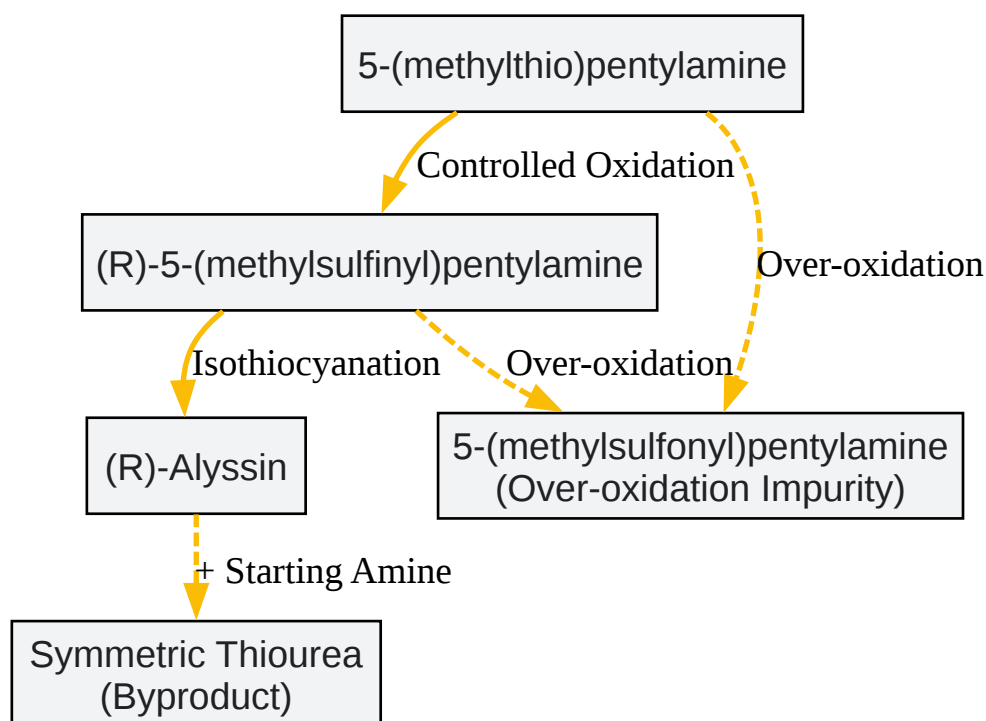 5-(methylthio)pentylamine
Controlled Oxidation
(R)-5-(methylsulfinyl)pentylamine
Over-oxidation
Isothiocyanation
Over-oxidation
(R)-Alyssin
5-(methylsulfonyl)pentylamine
(Over-oxidation Impurity)
+ Starting Amine
Symmetric Thiourea
(Byproduct)